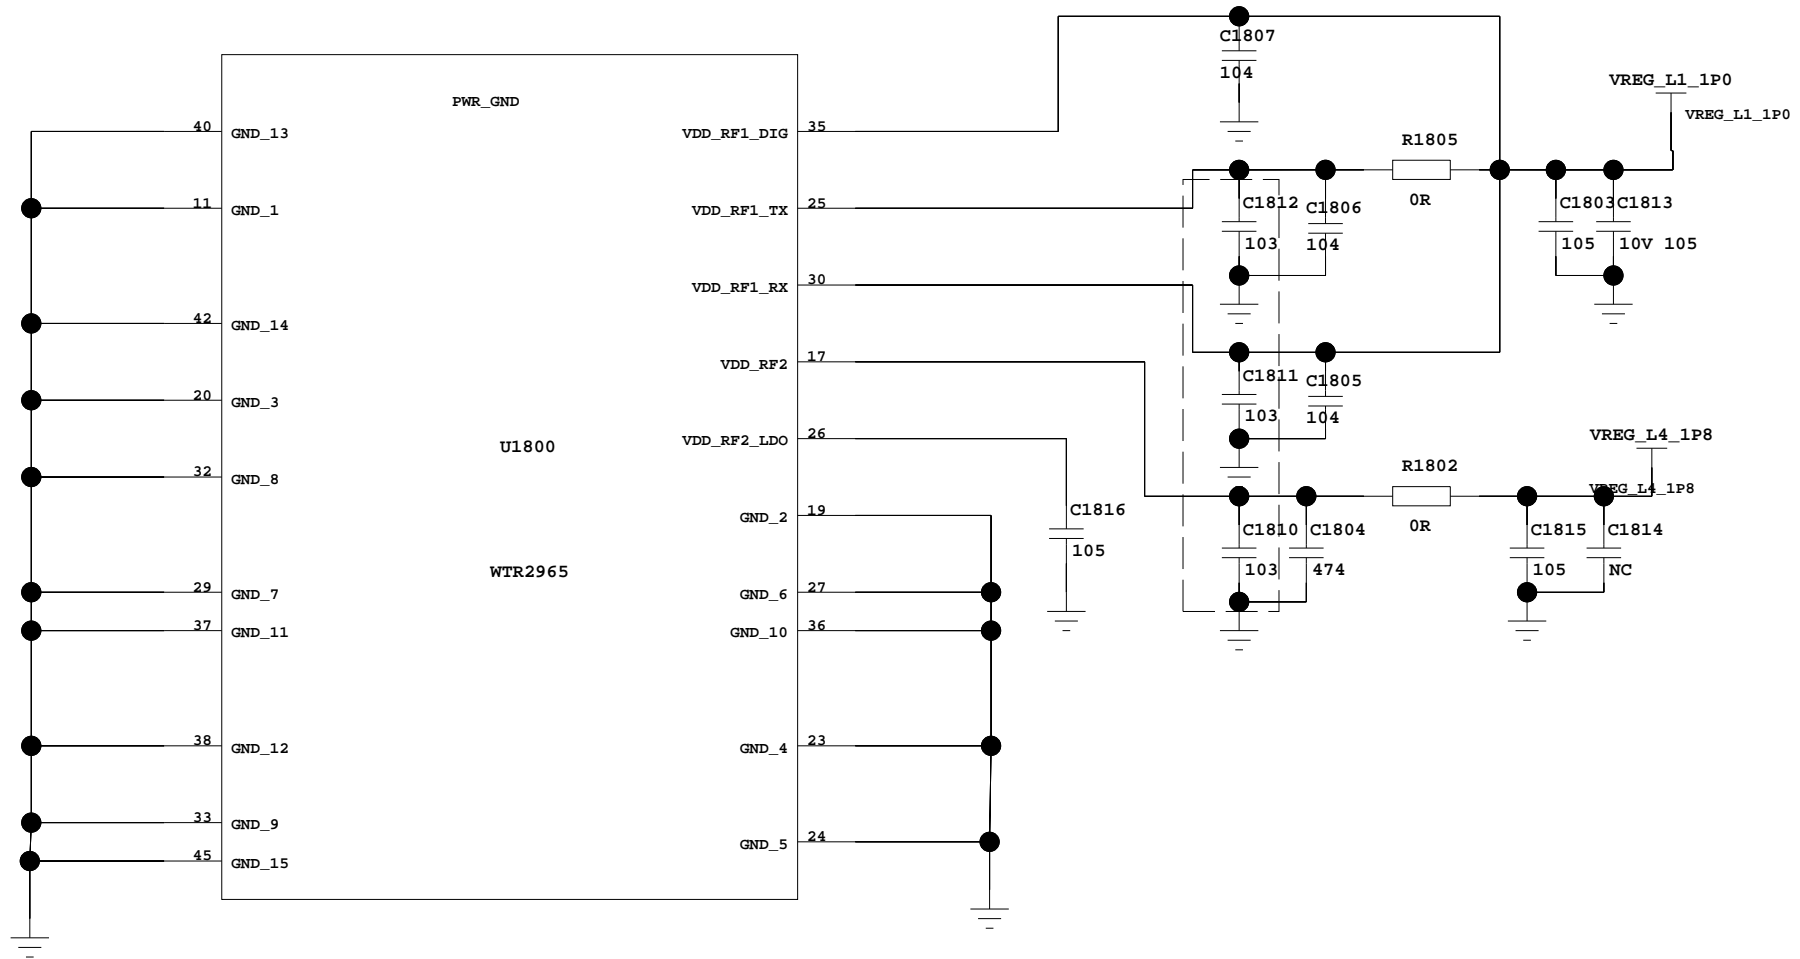 C1807
104
VREG_L1_1P0
VREG_L1_1P0
PWR_GND
40 GND_13
VDD_RF1_DIG 35
R1805
0R
11 GND_1
VDD_RF1_TX 25
C1812
103
C1806
104
C1803
105
C1813
10V 105
VDD_RF1_RX 30
42 GND_14
VDD_RF2 17
C1811
103
C1805
104
20 GND_3
VDD_RF2_LDO 26
U1800
VREG_L4_1P8
VREG_L4_1P8
R1802
0R
32 GND_8
GND_2 19
C1816
105
C1810
103
C1804
474
C1815
105
C1814
NC
WTR2965
29 GND_7
GND_6 27
37 GND_11
GND_10 36
38 GND_12
GND_4 23
33 GND_9
GND_5 24
45 GND_15